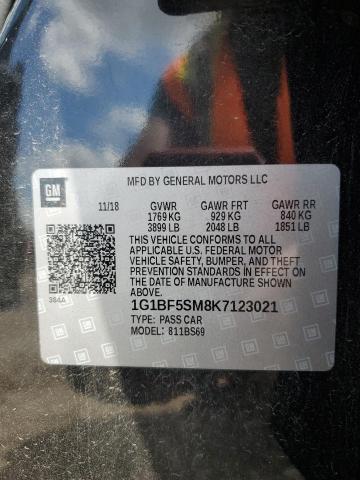 GM
MFD BY GENERAL MOTORS LLC
11/18 GVWR GAWR FRT GAWR RR
1769 KG 929 KG 840 KG
3899 LB 2048 LB 1851 LB
THIS VEHICLE CONFORMS TO ALL
APPLICABLE U.S. FEDERAL MOTOR
VEHICLE SAFETY, BUMPER, AND THEFT
PREVENTION STANDARDS IN EFFECT ON
THE DATE OF MANUFACTURE SHOWN
ABOVE.
384A
1G1BF5SM8K7123021
TYPE: PASS CAR
MODEL: 811BS69